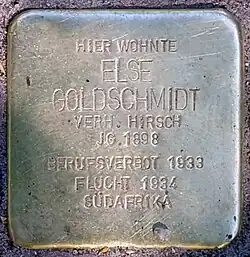 HIER WOHNTE
ELSE
GOLDSCHMIDT
VERH. HIRSCH
JG. 1898
BERUFSVERBOT 1933
FLUCHT 1934
SÜDAFRIKA